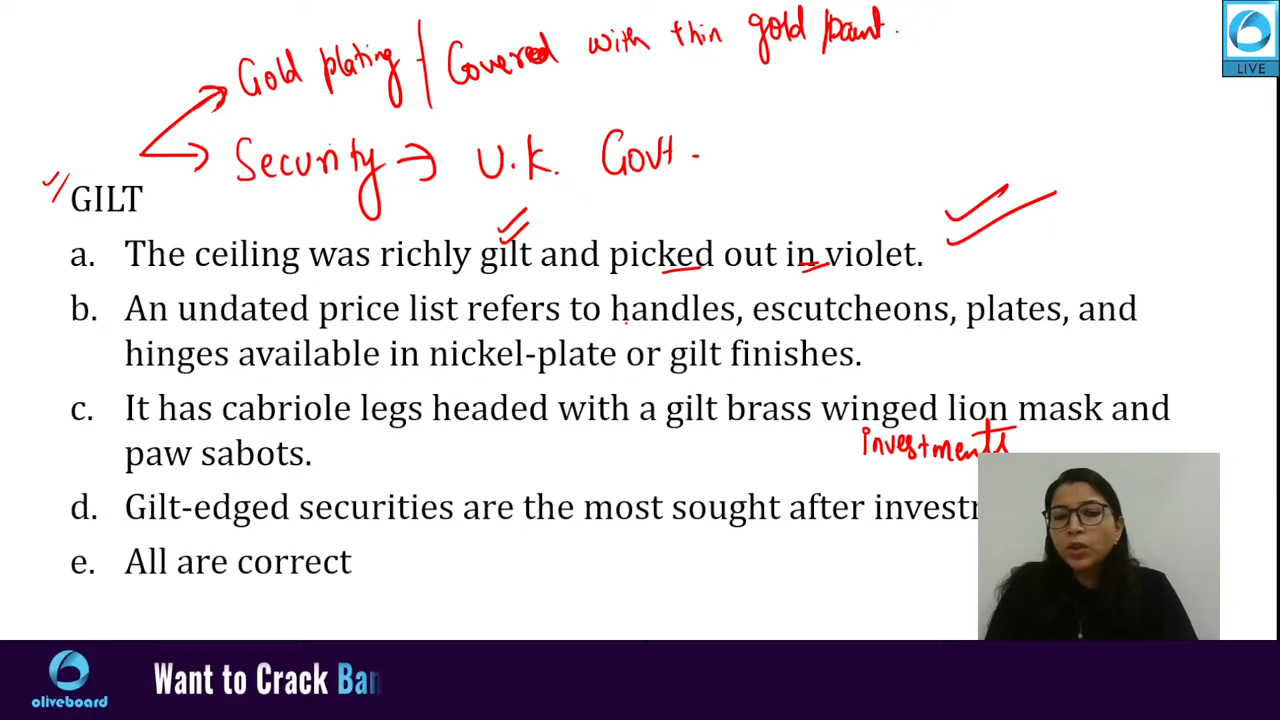 Gold plating / Covered with thin gold paint.
LIVE
Security → U.K. Govt.
GILT
a. The ceiling was richly gilt and picked out in violet.
b. An undated price list refers to handles, escutcheons, plates, and
hinges available in nickel-plate or gilt finishes.
c. It has cabriole legs headed with a gilt brass winged lion mask and
paw sabots.
investments
d. Gilt-edged securities are the most sought after invest
e. All are correct
oliveboard
Want to Crack Ban